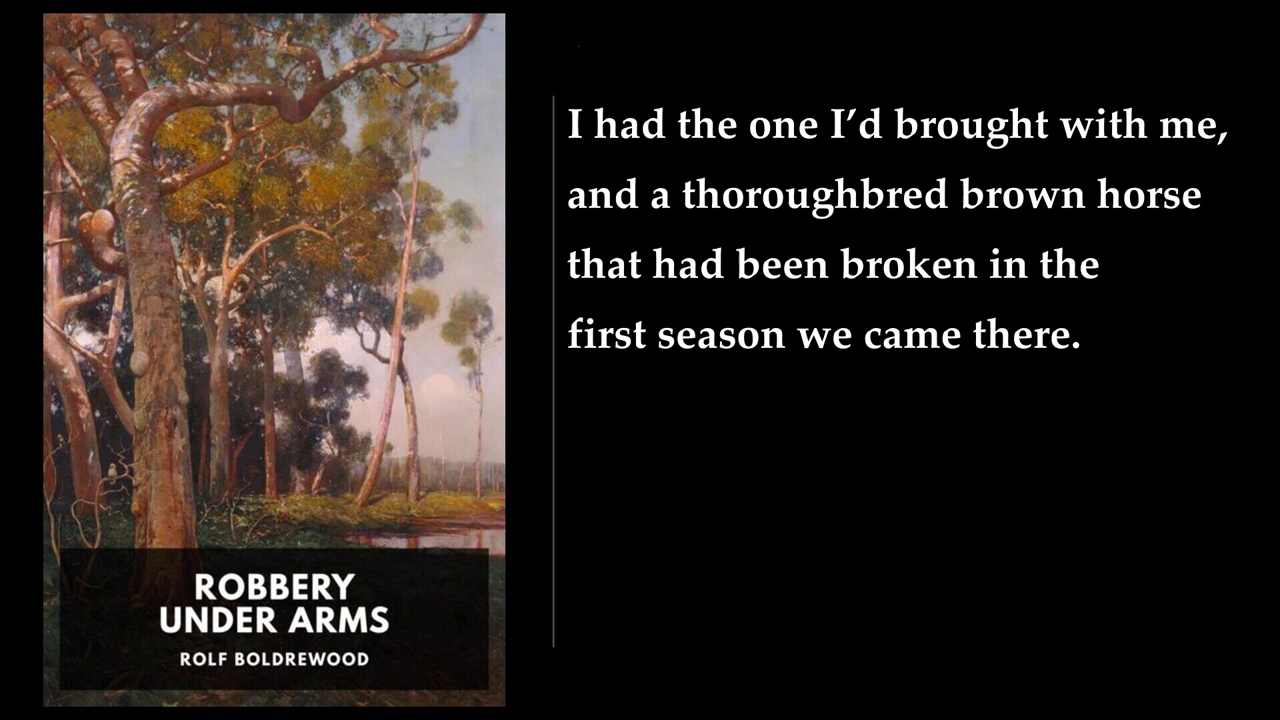 ROBBERY
UNDER ARMS
ROLF BOLDREWOOD
I had the one I’d brought with me,
and a thoroughbred brown horse
that had been broken in the
first season we came there.